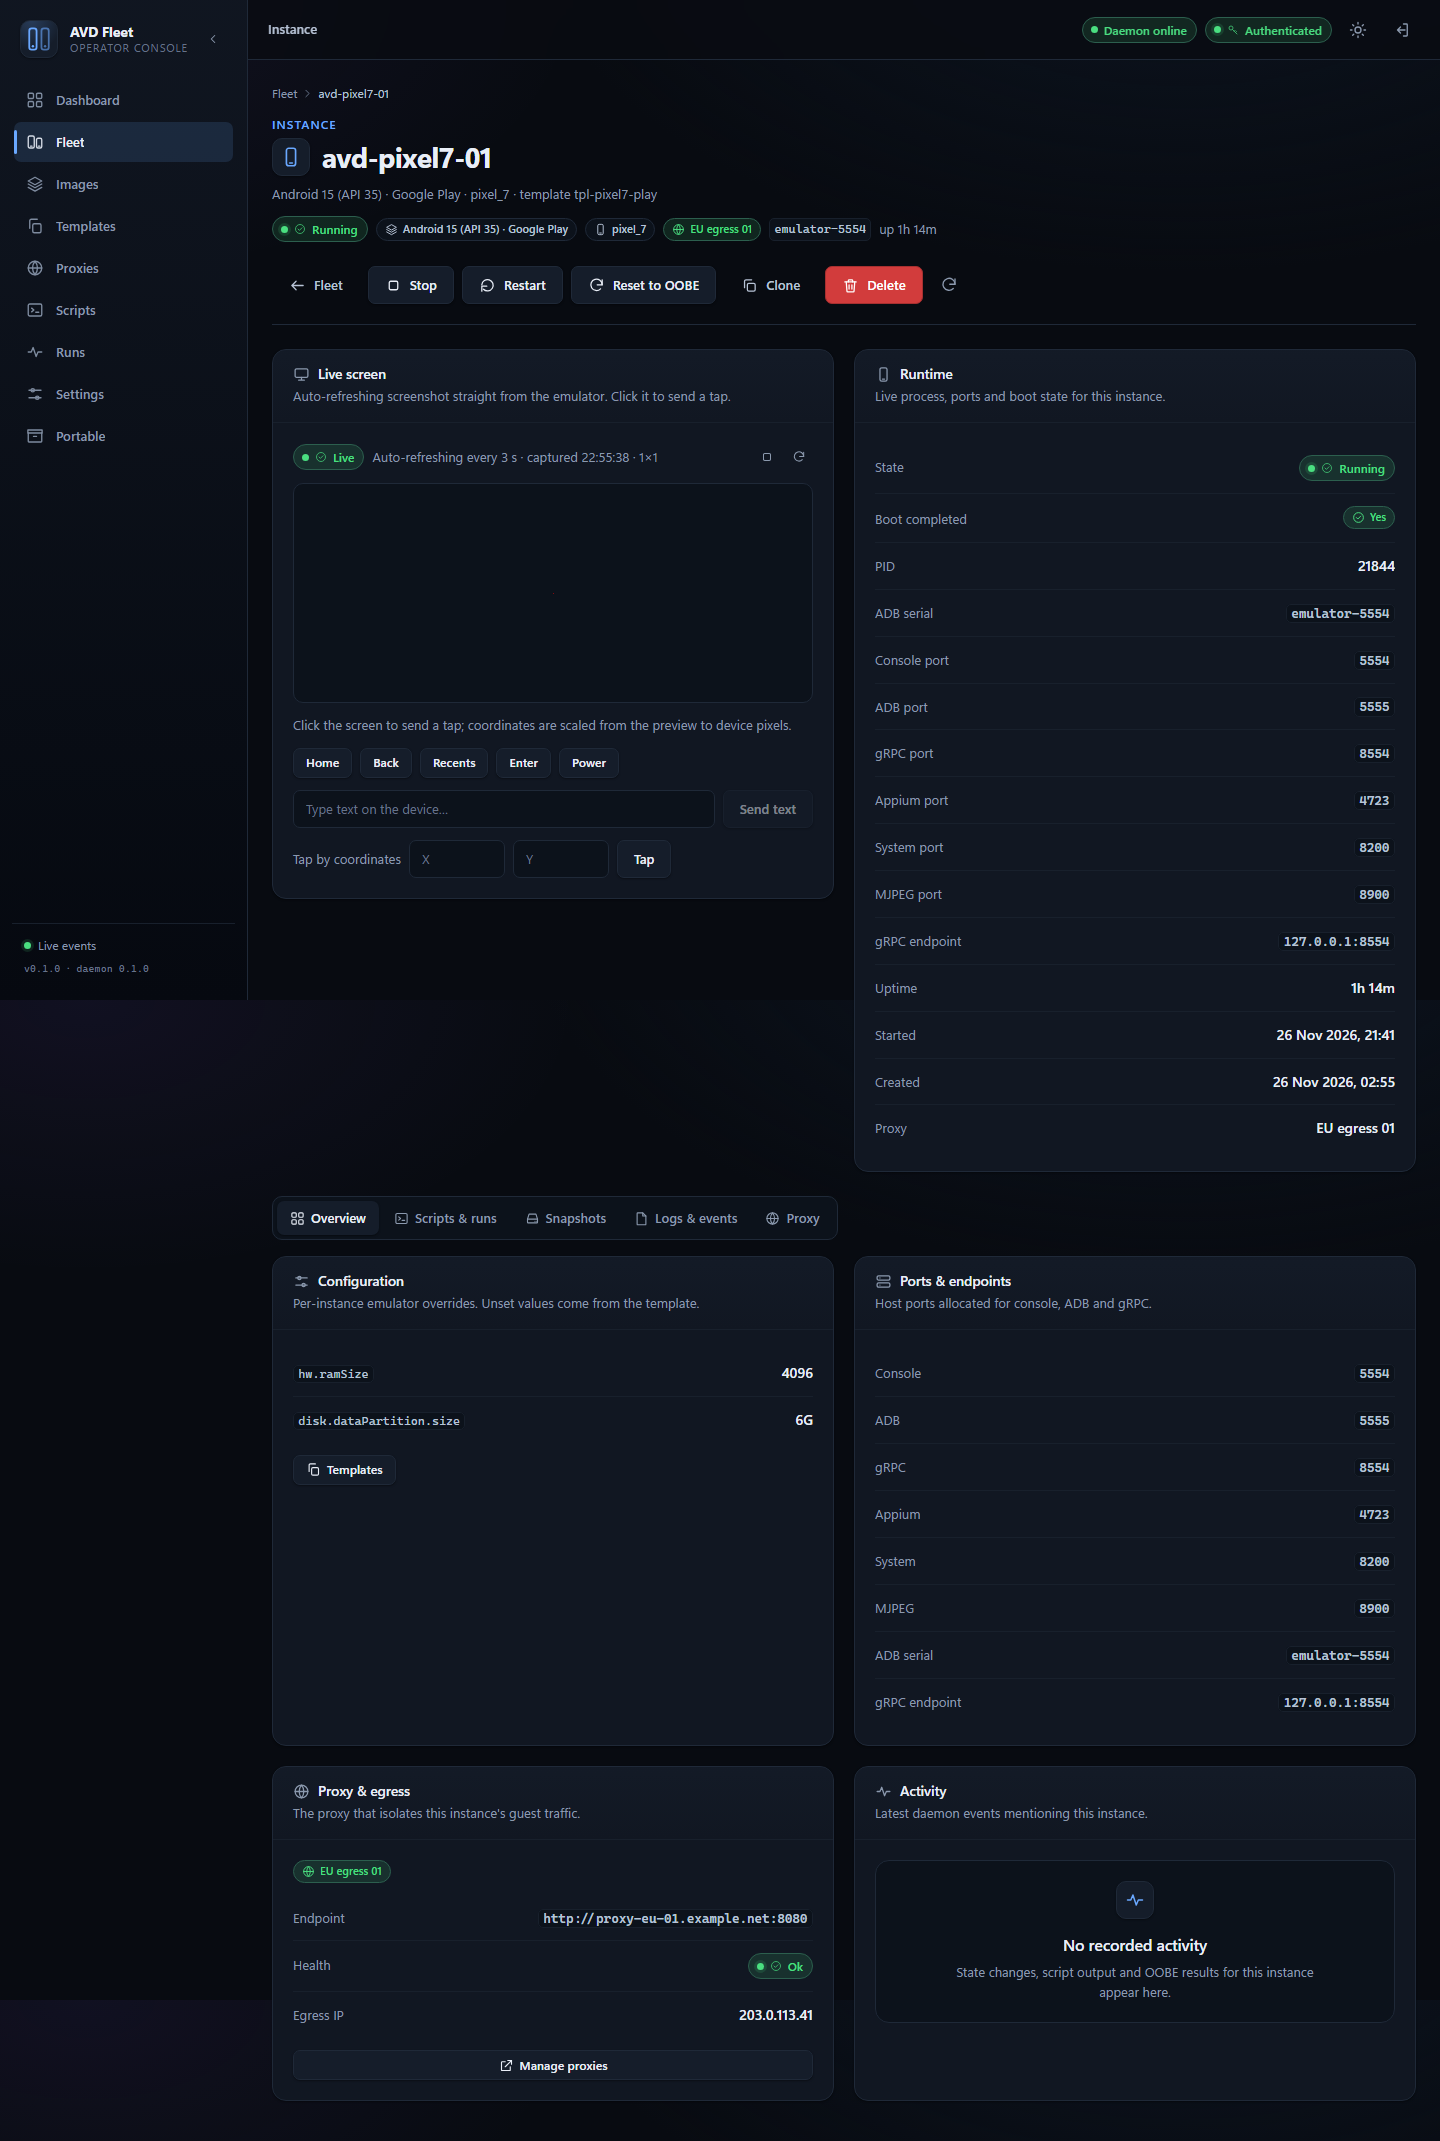 AVD Fleet
OPERATOR CONSOLE
Dashboard
Fleet
Images
Templates
Proxies
Scripts
Runs
Settings
Portable
Live events
v0.1.0 · daemon 0.1.0
Instance
Daemon online
Authenticated
Fleet
avd-pixel7-01
INSTANCE
avd-pixel7-01
Android 15 (API 35) · Google Play · pixel_7 · template tpl-pixel7-play
Running
Android 15 (API 35) · Google Play
pixel_7
EU egress 01
emulator-5554
up 1h 14m
Fleet
Stop
Restart
Reset to OOBE
Clone
Delete
Live screen
Auto-refreshing screenshot straight from the emulator. Click it to send a tap.
Live
Auto-refreshing every 3 s · captured 22:55:38 · 1×1
Click the screen to send a tap; coordinates are scaled from the preview to device pixels.
Home
Back
Recents
Enter
Power
Type text on the device...
Send text
Tap by coordinates
X
Y
Tap
Runtime
Live process, ports and boot state for this instance.
State
Running
Boot completed
Yes
PID
21844
ADB serial
emulator-5554
Console port
5554
ADB port
5555
gRPC port
8554
Appium port
4723
System port
8200
MJPEG port
8900
gRPC endpoint
127.0.0.1:8554
Uptime
1h 14m
Started
26 Nov 2026, 21:41
Created
26 Nov 2026, 02:55
Proxy
EU egress 01
Overview
Scripts & runs
Snapshots
Logs & events
Proxy
Configuration
Per-instance emulator overrides. Unset values come from the template.
hw.ramSize
4096
disk.dataPartition.size
6G
Templates
Ports & endpoints
Host ports allocated for console, ADB and gRPC.
Console
5554
ADB
5555
gRPC
8554
Appium
4723
System
8200
MJPEG
8900
ADB serial
emulator-5554
gRPC endpoint
127.0.0.1:8554
Proxy & egress
The proxy that isolates this instance's guest traffic.
EU egress 01
Endpoint
http://proxy-eu-01.example.net:8080
Health
Ok
Egress IP
203.0.113.41
Manage proxies
Activity
Latest daemon events mentioning this instance.
No recorded activity
State changes, script output and OOBE results for this instance
appear here.